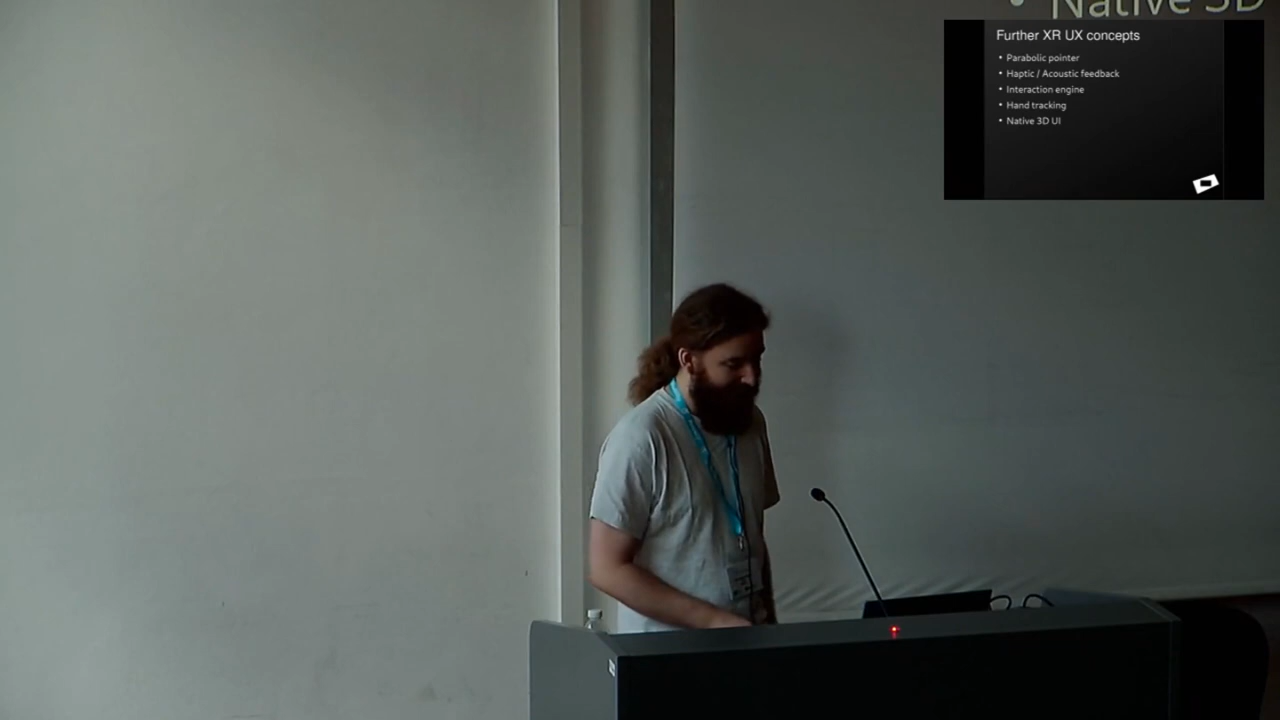 • Native 3D
Further XR UX concepts
• Parabolic pointer
• Haptic / Acoustic feedback
• Interaction engine
• Hand tracking
• Native 3D UI